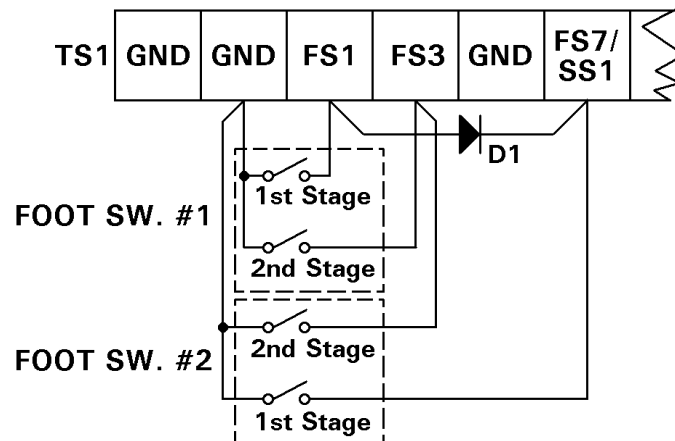 TS1 GND GND FS1 FS3 GND FS7/
SS1
D1
FOOT SW. #1
1st Stage
2nd Stage
FOOT SW. #2
2nd Stage
1st Stage